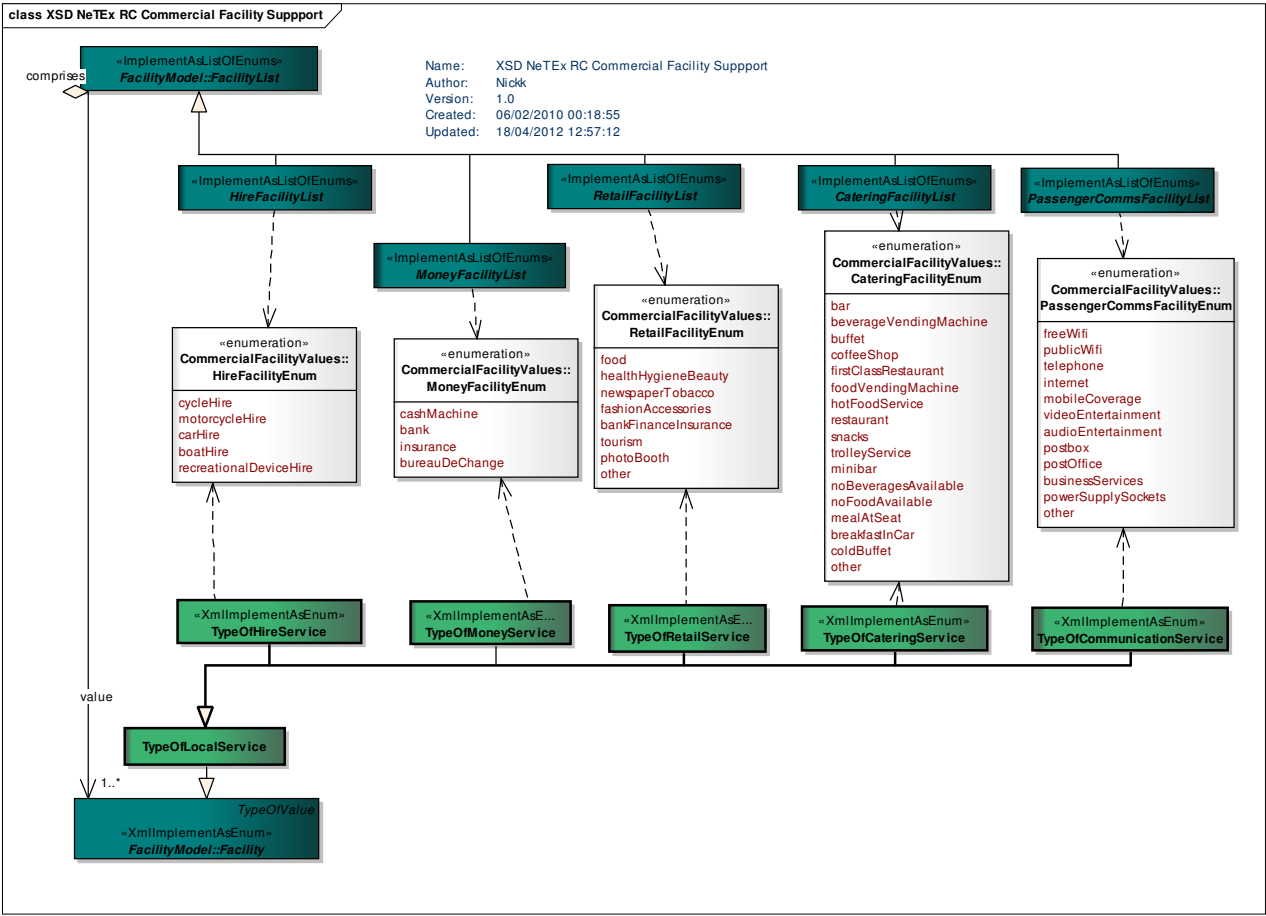 class XSD NeTEx RC Commercial Facility Suppport
«ImplementAsListOfEnums»
FacilityModel::FacilityList
comprises
Name: XSD NeTEx RC Commercial Facility Suppport
Author: Nickk
Version: 1.0
Created: 06/02/2010 00:18:55
Updated: 18/04/2012 12:57:12
«ImplementAsListOfEnums»
HireFacilityList
«ImplementAsListOfEnums»
MoneyFacilityList
«ImplementAsListOfEnums»
RetailFacilityList
«ImplementAsListOfEnums»
CateringFacilityList
«ImplementAsListOfEnums»
PassengerCommsFacilityList
«enumeration»
CommercialFacilityValues::
HireFacilityEnum
cycleHire
motorcycleHire
carHire
boatHire
recreationalDeviceHire
«enumeration»
CommercialFacilityValues::
MoneyFacilityEnum
cashMachine
bank
insurance
bureauDeChange
«enumeration»
CommercialFacilityValues::
RetailFacilityEnum
food
healthHygieneBeauty
newspaperTobacco
fashionAccessories
bankFinanceInsurance
tourism
photoBooth
other
«enumeration»
CommercialFacilityValues::
CateringFacilityEnum
bar
beverageVendingMachine
buffet
coffeeShop
firstClassRestaurant
foodVendingMachine
hotFoodService
restaurant
snacks
trolleyService
minibar
noBeveragesAvailable
noFoodAvailable
mealAtSeat
breakfastInCar
coldBuffet
other
«enumeration»
CommercialFacilityValues::
PassengerCommsFacilityEnum
freeWifi
publicWifi
telephone
internet
mobileCoverage
videoEntertainment
audioEntertainment
postbox
postOffice
businessServices
powerSupplySockets
other
«XmlImplementAsEnum»
TypeOfHireService
«XmlImplementAsE...
TypeOfMoneyService
«XmlImplementAsE...
TypeOfRetailService
«XmlImplementAsEnum»
TypeOfCateringService
«XmlImplementAsEnum»
TypeOfCommunicationService
value
TypeOfLocalService
1..*
TypeOfValue
«XmlImplementAsEnum»
FacilityModel::Facility